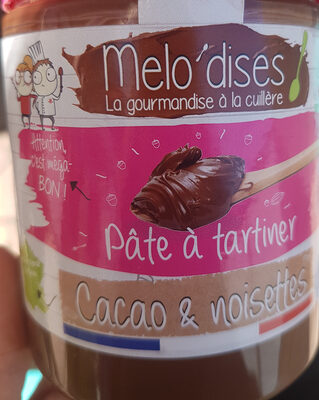 Melo'dises
La gourmandise à la cuillère
Attention,
c'est méga-
BON !
Pâte à tartiner
Cacao & noisettes